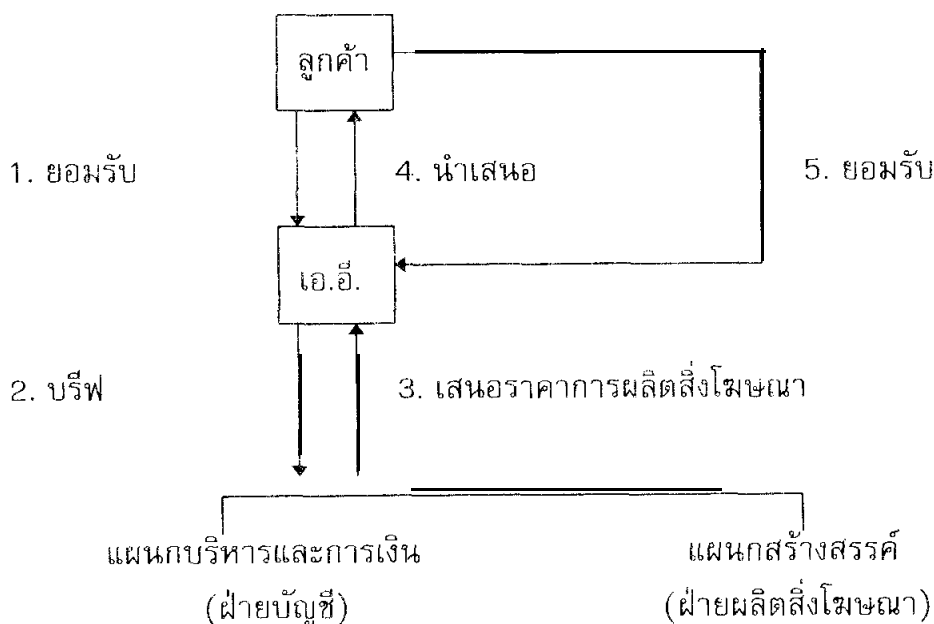 ลูกค้า
1. ยอมรับ
4. นำเสนอ
5. ยอมรับ
เอ.อี.
2. บรีฟ
3. เสนอราคาการผลิตสิ่งโฆษณา
แผนกบริหารและการเงิน
(ฝ่ายบัญชี)
แผนกสร้างสรรค์
(ฝ่ายผลิตสิ่งโฆษณา)